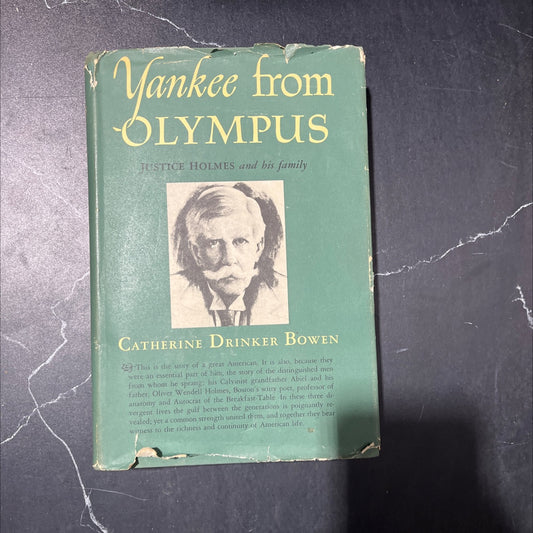 Yankee from
OLYMPUS
JUSTICE HOLMES and his family
CATHERINE DRINKER BOWEN
This is the story of a great American. It is also, because they
were an essential part of him, the story of the distinguished men
from whom he sprang: his Calvinist grandfather Abiel and his
father, Oliver Wendell Holmes, Boston's witty poet, professor of
anatomy and Autocrat of the Breakfast-Table. In these three di-
vergent lives the gulf between the generations is poignantly re-
vealed; yet a common strength united them, and together they bear
witness to the richness and continuity of American life.